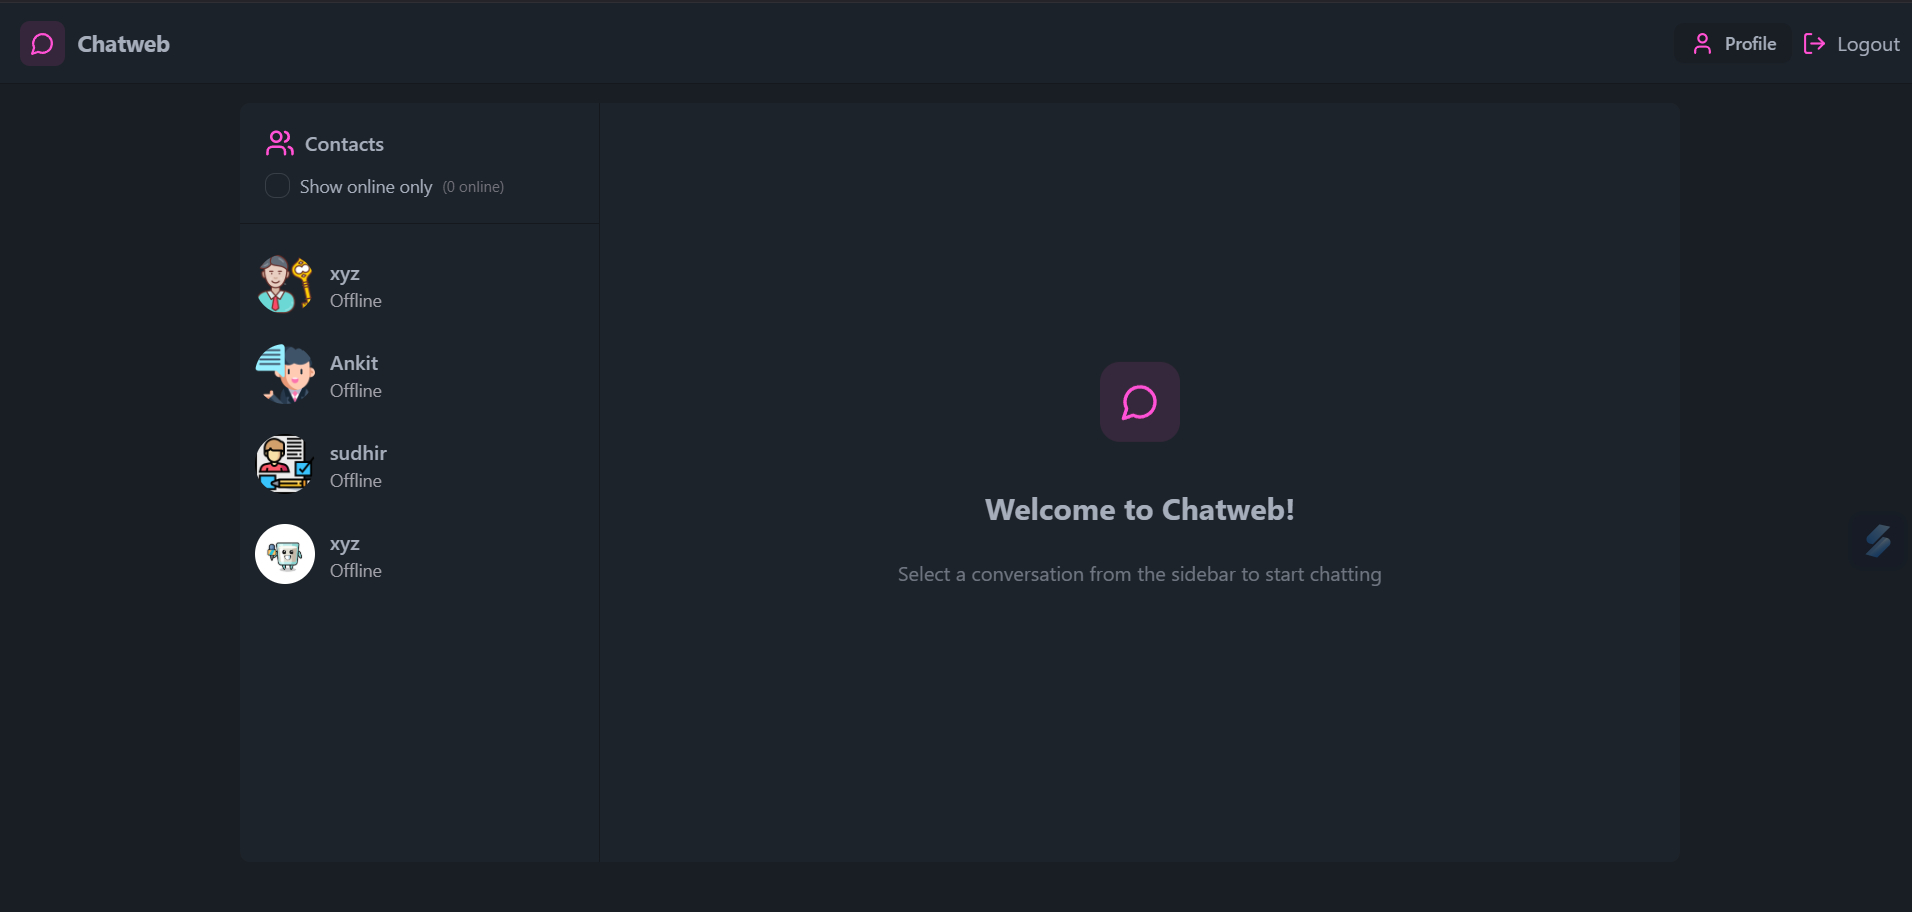 Chatweb
Profile
Logout
Contacts
Show online only (0 online)
xyz
Offline
Ankit
Offline
sudhir
Offline
xyz
Offline
Welcome to Chatweb!
Select a conversation from the sidebar to start chatting